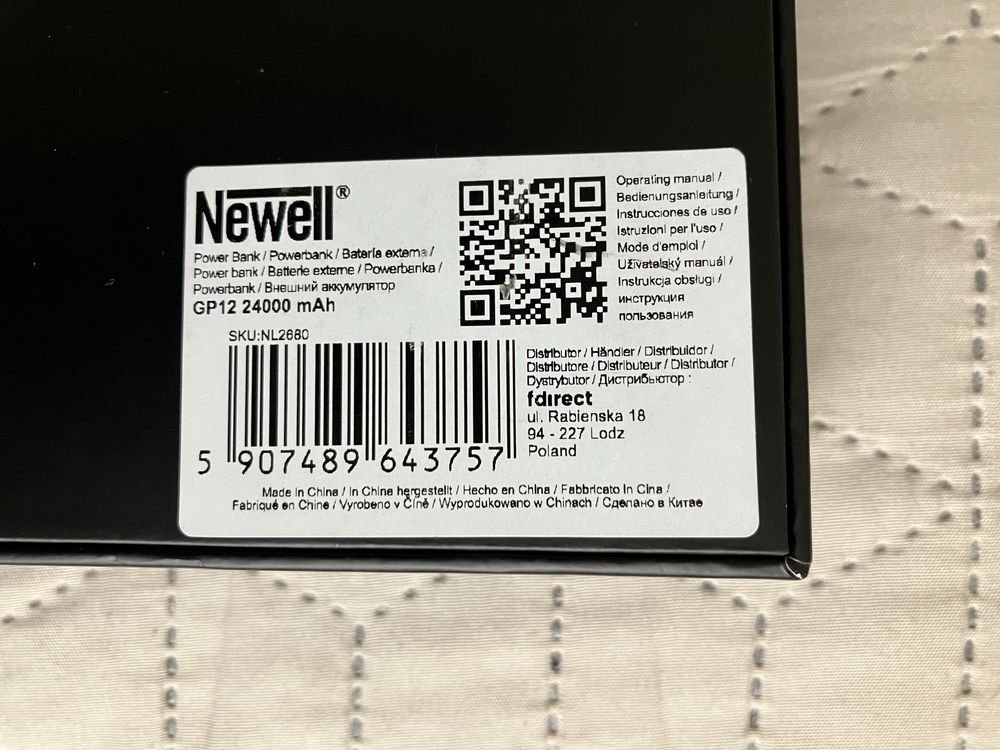 Newell®
Power Bank / Powerbank / Batería externa /
Power bank / Batterie externe / Powerbanka /
Powerbank / Внешний аккумулятор
GP12 24000 mAh
Operating manual /
Bedienungsanleitung /
Instrucciones de uso /
Istruzioni per l'uso /
Mode d'emploi /
Uživatelský manuál /
Instrukcja obsługi /
инструкция
пользования
SKU:NL2680
5 907489 643757
Distributor / Händler / Distribuidor /
Distributore / Distributeur / Distributor /
Dystrybutor / Дистрибьютор :
fdirect
ul. Rabienska 18
94 - 227 Lodz
Poland
Made in China / In China hergestellt / Hecho en China / Fabbricato in Cina /
Fabriqué en Chine / Vyrobeno v Číně / Wyprodukowano w Chinach / Сделано в Китае